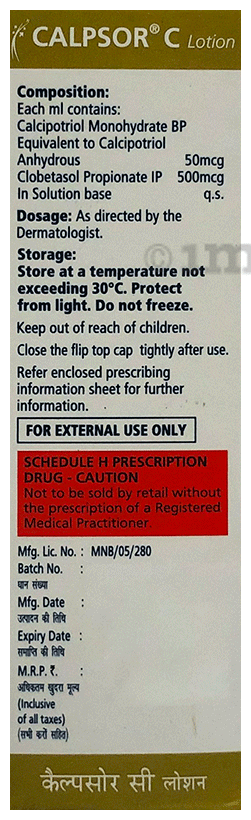 CALPSOR® C Lotion
Composition:
Each ml contains:
Calcipotriol Monohydrate BP
Equivalent to Calcipotriol
Anhydrous 50mcg
Clobetasol Propionate IP 500mcg
In Solution base q.s.
Dosage: As directed by the
Dermatologist.
Storage:
Store at a temperature not
exceeding 30°C. Protect
from light. Do not freeze.
Keep out of reach of children.
Close the flip top cap tightly after use.
Refer enclosed prescribing
information sheet for further
information.
FOR EXTERNAL USE ONLY
SCHEDULE H PRESCRIPTION
DRUG - CAUTION
Not to be sold by retail without
the prescription of a Registered
Medical Practitioner.
Mfg. Lic. No. : MNB/05/280
Batch No. :
घान संख्या
Mfg. Date :
उत्पादन की तिथि
Expiry Date :
समाप्ति की तिथि
M.R.P. ₹. :
अधिकतम खुदरा मूल्य
(Inclusive
of all taxes)
(सभी करों सहित)
कैल्पसोर सी लोशन